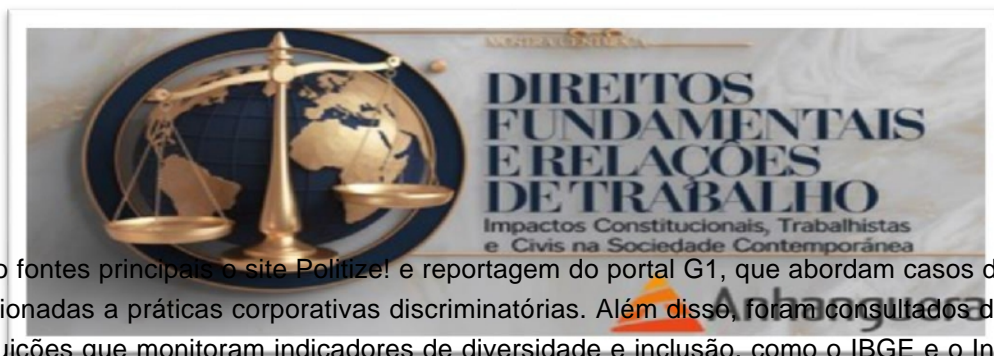 MOSTRA CIENTÍFICA
DIREITOS
FUNDAMENTAIS
E RELAÇÕES
DE TRABALHO
Impactos Constitucionais, Trabalhistas
e Civis na Sociedade Contemporânea
Anhanguera
o fontes principais o site Politize! e reportagem do portal G1, que abordam casos d
ionadas a práticas corporativas discriminatórias. Além disso, foram consultados d
uições que monitoram indicadores de diversidade e inclusão, como o IBGE e o In